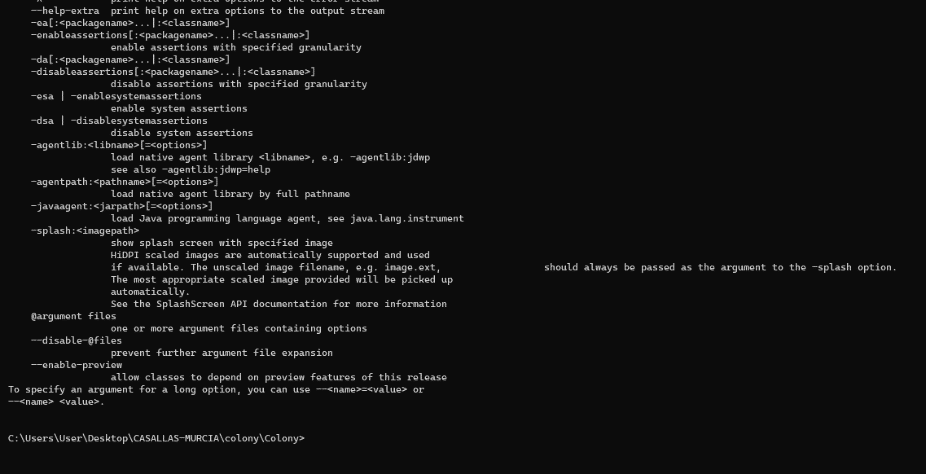 print help on extra options to the error stream
--help-extra  print help on extra options to the output stream
-ea[:<packagename>...|:<classname>]
-enableassertions[:<packagename>...|:<classname>]
enable assertions with specified granularity
-da[:<packagename>...|:<classname>]
-disableassertions[:<packagename>...|:<classname>]
disable assertions with specified granularity
-esa | -enablesystemassertions
enable system assertions
-dsa | -disablesystemassertions
disable system assertions
-agentlib:<libname>[=<options>]
load native agent library <libname>, e.g. -agentlib:jdwp
see also -agentlib:jdwp=help
-agentpath:<pathname>[=<options>]
load native agent library by full pathname
-javaagent:<jarpath>[=<options>]
load Java programming language agent, see java.lang.instrument
-splash:<imagepath>
show splash screen with specified image
HiDPI scaled images are automatically supported and used
if available. The unscaled image filename, e.g. image.ext, should always be passed as the argument to the -splash option.
The most appropriate scaled image provided will be picked up
automatically.
See the SplashScreen API documentation for more information
@argument files
one or more argument files containing options
--disable-@files
prevent further argument file expansion
--enable-preview
allow classes to depend on preview features of this release
To specify an argument for a long option, you can use --<name>=<value> or
--<name> <value>.
C:\Users\User\Desktop\CASALLAS-MURCIA\colony\Colony>